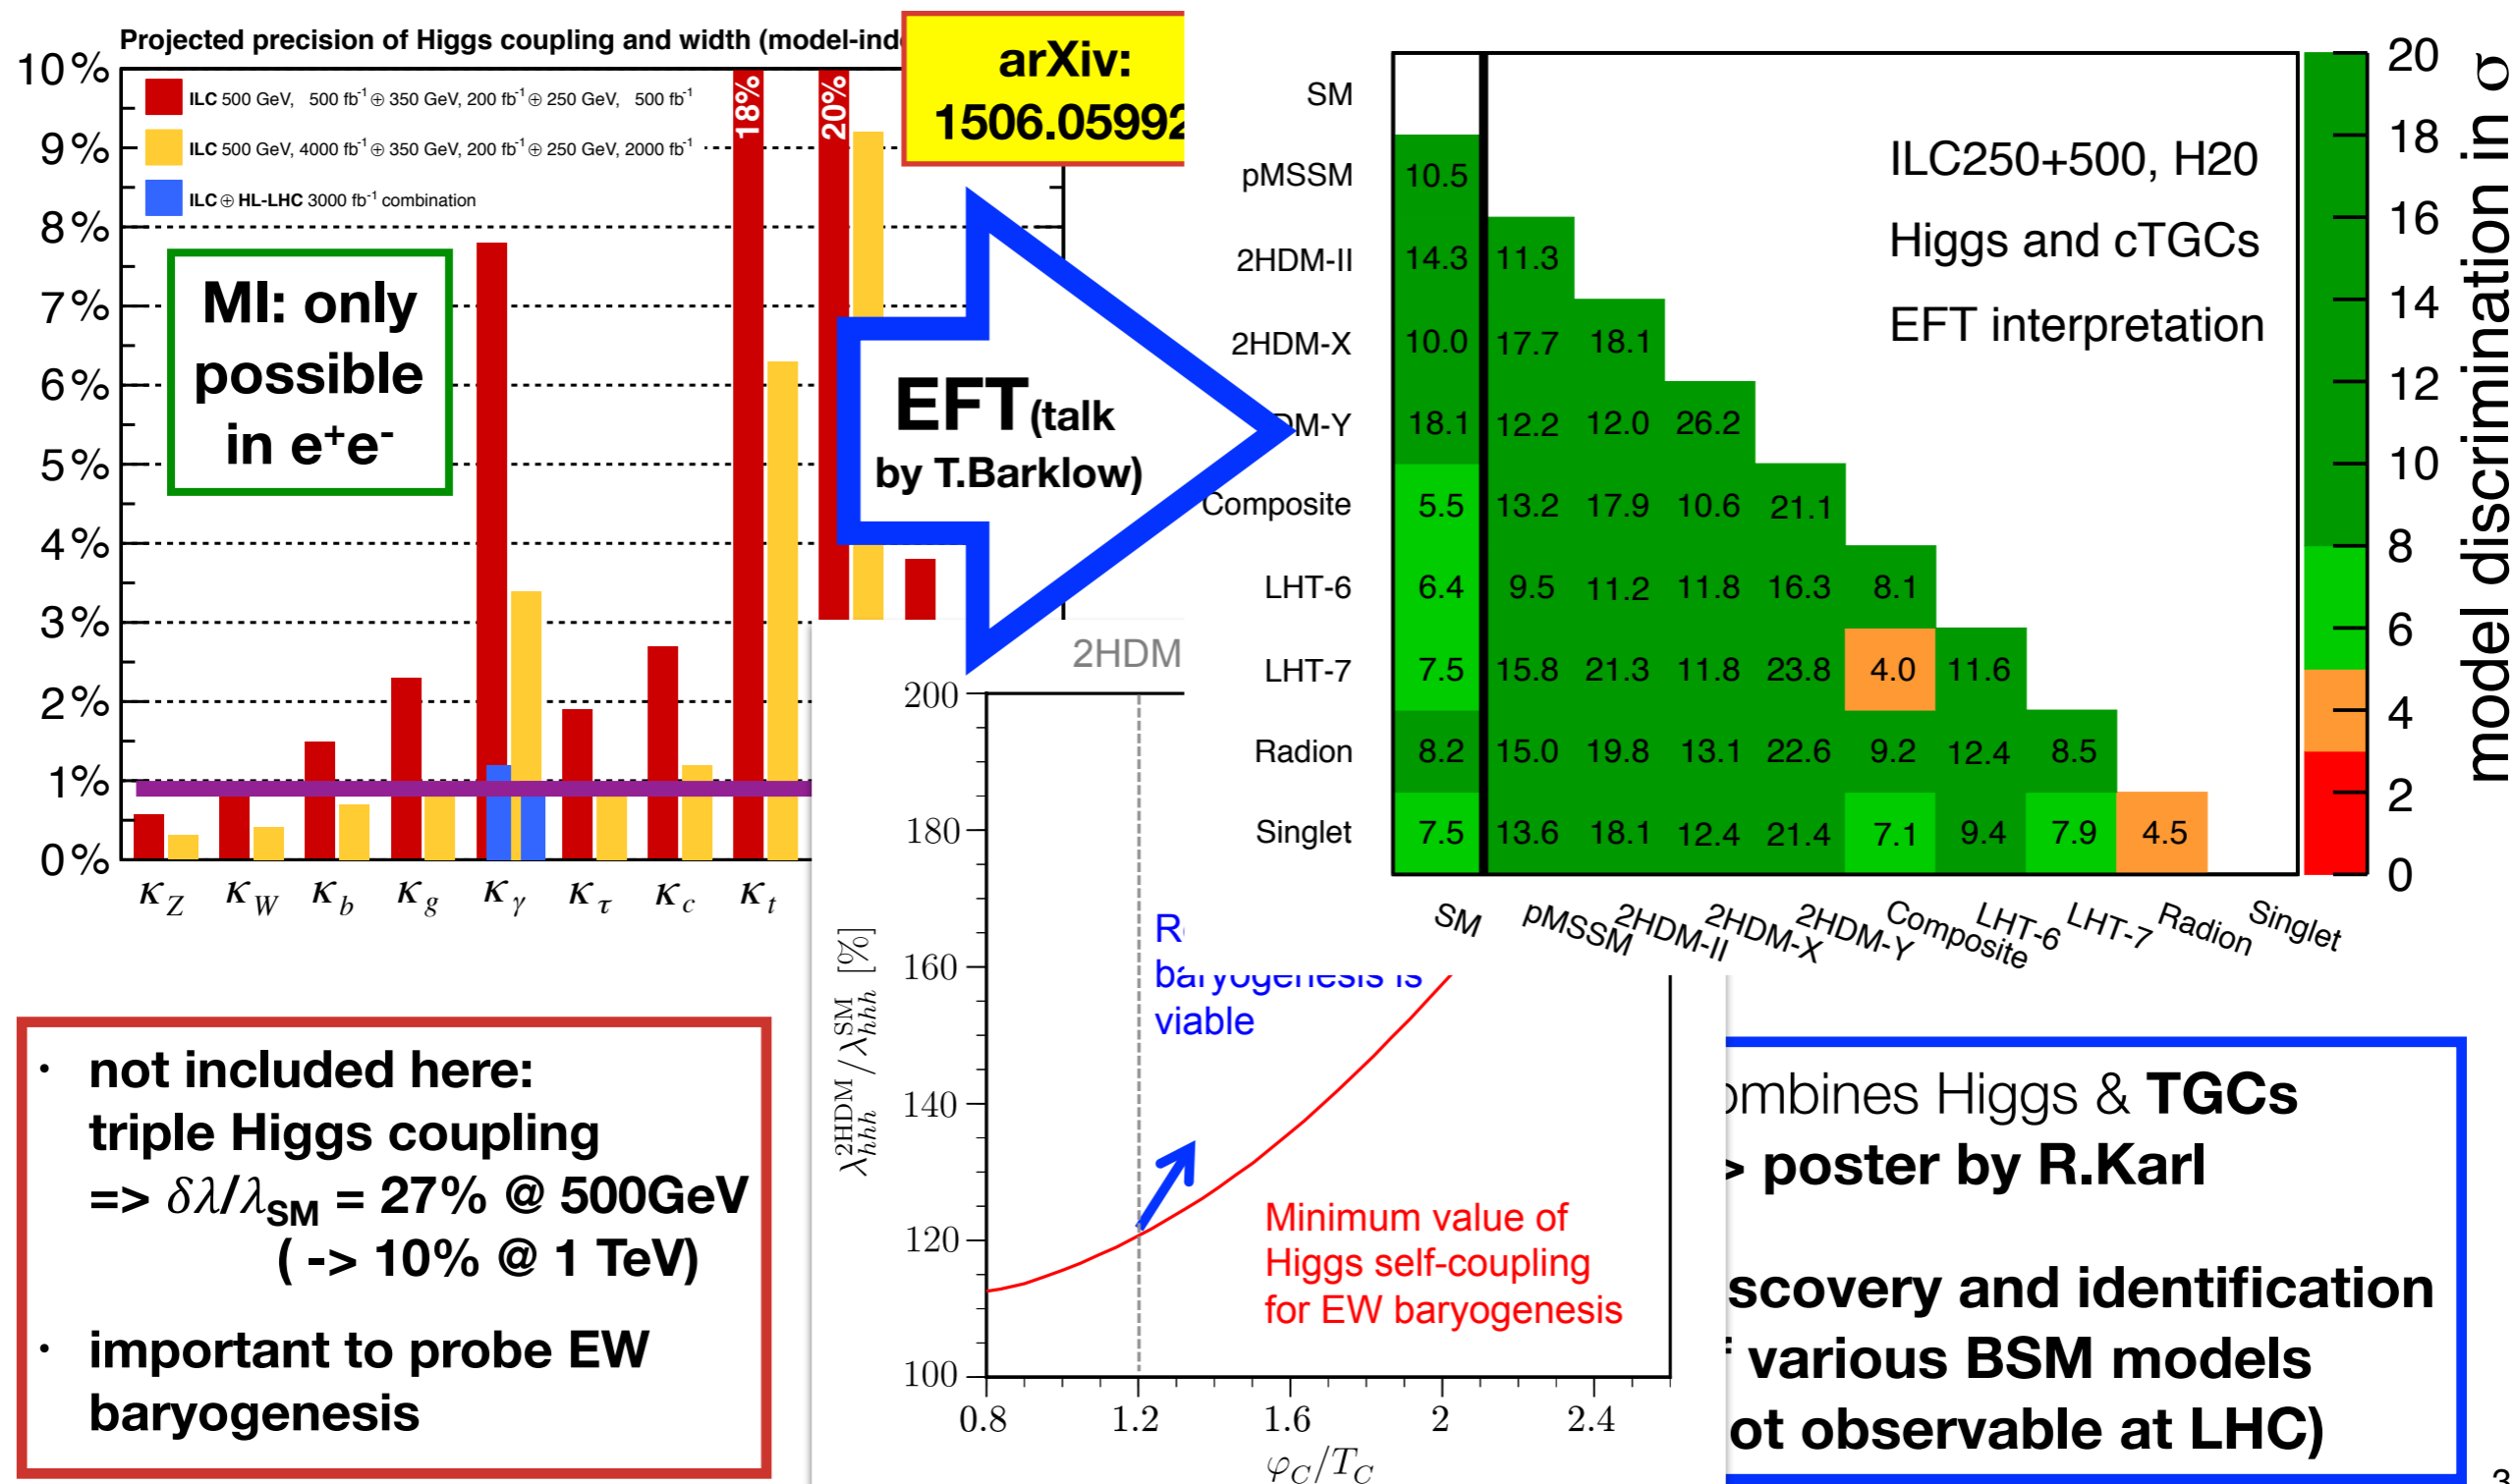 Projected precision of Higgs coupling and width
arXiv:
1506.05992
10%
9%
8%
7%
6%
5%
4%
3%
2%
1%
0%
ILC 500 GeV, 500 fb-1 ⊕ 350 GeV, 200 fb-1 ⊕ 250 GeV, 500 fb-1
ILC 500 GeV, 4000 fb-1 ⊕ 350 GeV, 200 fb-1 ⊕ 250 GeV, 2000 fb-1
ILC ⊕ HL-LHC 3000 fb-1 combination
18%
20%
MI: only
possible
in e+e-
κZ κW κb κg κγ κτ κc κt
EFT (talk
by T.Barklow)
ILC250+500, H20
Higgs and cTGCs
EFT interpretation
SM
pMSSM 10.5
2HDM-II 14.3 11.3
2HDM-X 10.0 17.7 18.1
DM-Y 18.1 12.2 12.0 26.2
Composite 5.5 13.2 17.9 10.6 21.1
LHT-6 6.4 9.5 11.2 11.8 16.3 8.1
LHT-7 7.5 15.8 21.3 11.8 23.8 4.0 11.6
Radion 8.2 15.0 19.8 13.1 22.6 9.2 12.4 8.5
Singlet 7.5 13.6 18.1 12.4 21.4 7.1 9.4 7.9 4.5
SM pMSSM 2HDM-II 2HDM-X 2HDM-Y Composite LHT-6 LHT-7 Radion Singlet
20
18
16
14
12
10
8
6
4
2
0
model discrimination in σ
2HDM
200
180
160
140
120
100
λhhh2HDM / λhhhSM [%]
baryogenesis is
viable
Minimum value of
Higgs self-coupling
for EW baryogenesis
0.8 1.2 1.6 2 2.4
φC/TC
· not included here:
triple Higgs coupling
=> δλ/λSM = 27% @ 500GeV
( -> 10% @ 1 TeV)
· important to probe EW
baryogenesis
ombines Higgs & TGCs
> poster by R.Karl
scovery and identification
various BSM models
ot observable at LHC)
3